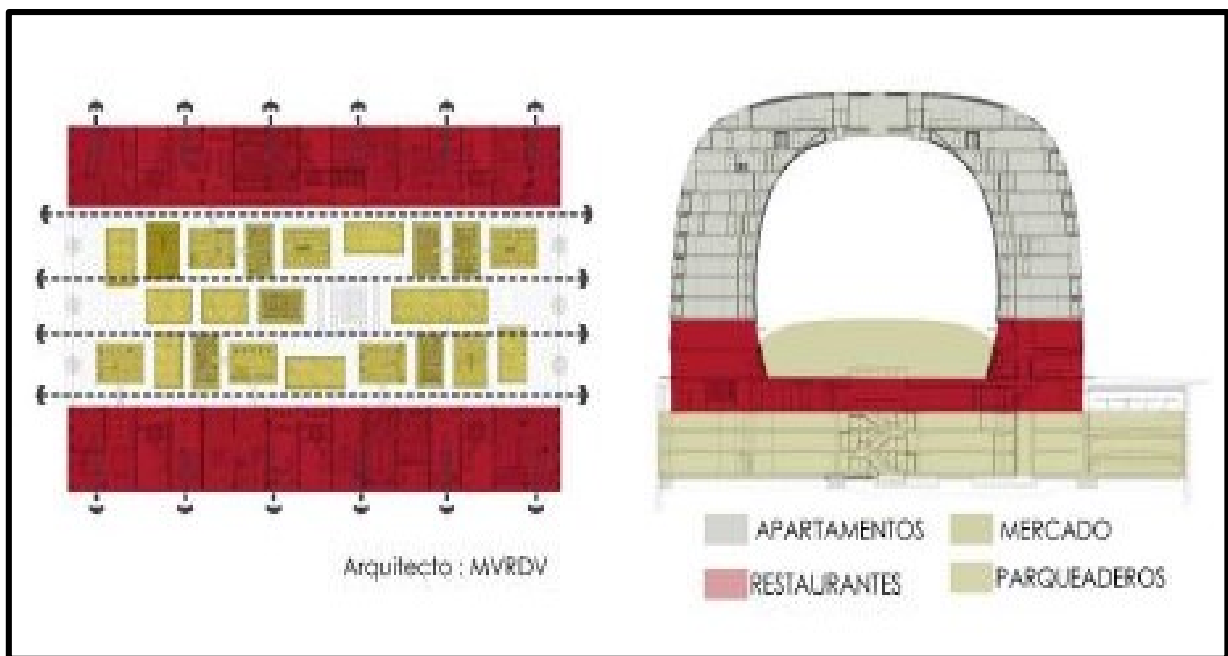 Arquitecto : MVRDV
APARTAMENTOS
MERCADO
RESTAURANTES
PARQUEADEROS